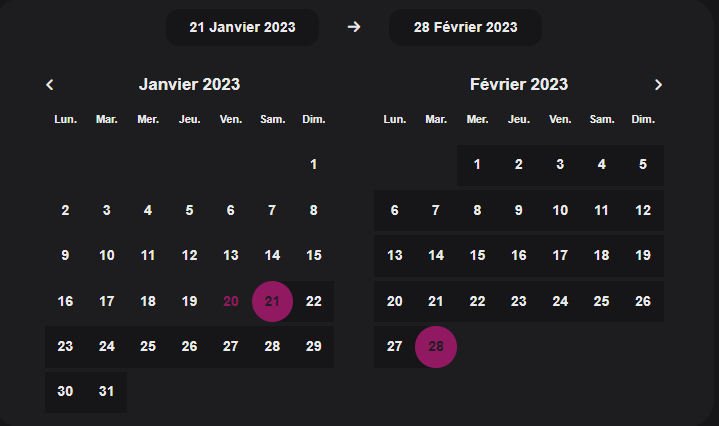 21 Janvier 2023 → 28 Février 2023
Janvier 2023
Lun. Mar. Mer. Jeu. Ven. Sam. Dim.
1
2 3 4 5 6 7 8
9 10 11 12 13 14 15
16 17 18 19 20 21 22
23 24 25 26 27 28 29
30 31
Février 2023
Lun. Mar. Mer. Jeu. Ven. Sam. Dim.
1 2 3 4 5
6 7 8 9 10 11 12
13 14 15 16 17 18 19
20 21 22 23 24 25 26
27 28